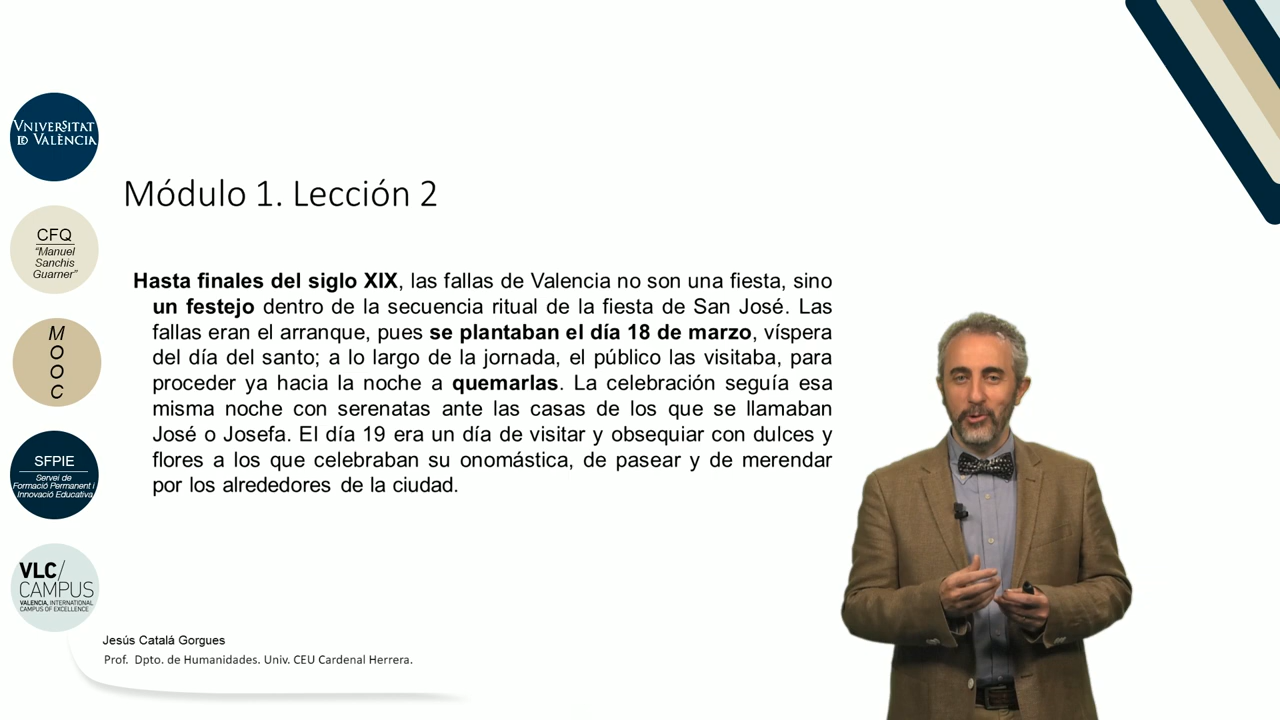 VNIVERSITAT
ID VALÈNCIA
CFQ
"Manuel
Sanchis
Guarner"
M
O
O
C
SFPIE
Servei de
Formació Permanent i
Innovació Educativa
VLC/
CAMPUS
VALENCIA, INTERNATIONAL
CAMPUS OF EXCELLENCE
Módulo 1. Lección 2
Hasta finales del siglo XIX, las fallas de Valencia no son una fiesta, sino
un festejo dentro de la secuencia ritual de la fiesta de San José. Las
fallas eran el arranque, pues se plantaban el día 18 de marzo, víspera
del día del santo; a lo largo de la jornada, el público las visitaba, para
proceder ya hacia la noche a quemarlas. La celebración seguía esa
misma noche con serenatas ante las casas de los que se llamaban
José o Josefa. El día 19 era un día de visitar y obsequiar con dulces y
flores a los que celebraban su onomástica, de pasear y de merendar
por los alrededores de la ciudad.
Jesús Catalá Gorgues
Prof. Dpto. de Humanidades. Univ. CEU Cardenal Herrera.